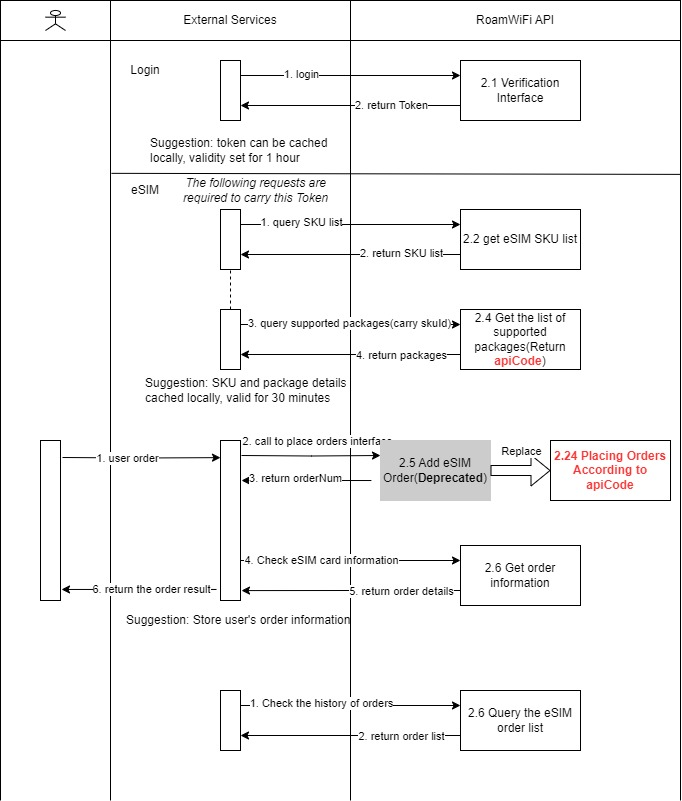 External Services
RoamWiFi API
Login
1. login
2.1 Verification
Interface
2. return Token
Suggestion: token can be cached
locally, validity set for 1 hour
eSIM
The following requests are
required to carry this Token
1. query SKU list
2.2 get eSIM SKU list
2. return SKU list
3. query supported packages(carry skuId)
2.4 Get the list of
supported
packages(Return
apiCode)
4. return packages
Suggestion: SKU and package details
cached locally, valid for 30 minutes
1. user order
2. call to place orders interface
3. return orderNum
2.5 Add eSIM
Order(Deprecated)
Replace
2.24 Placing Orders
According to
apiCode
4. Check eSIM card information
2.6 Get order
information
5. return order details
6. return the order result
Suggestion: Store user's order information
1. Check the history of orders
2.6 Query the eSIM
order list
2. return order list